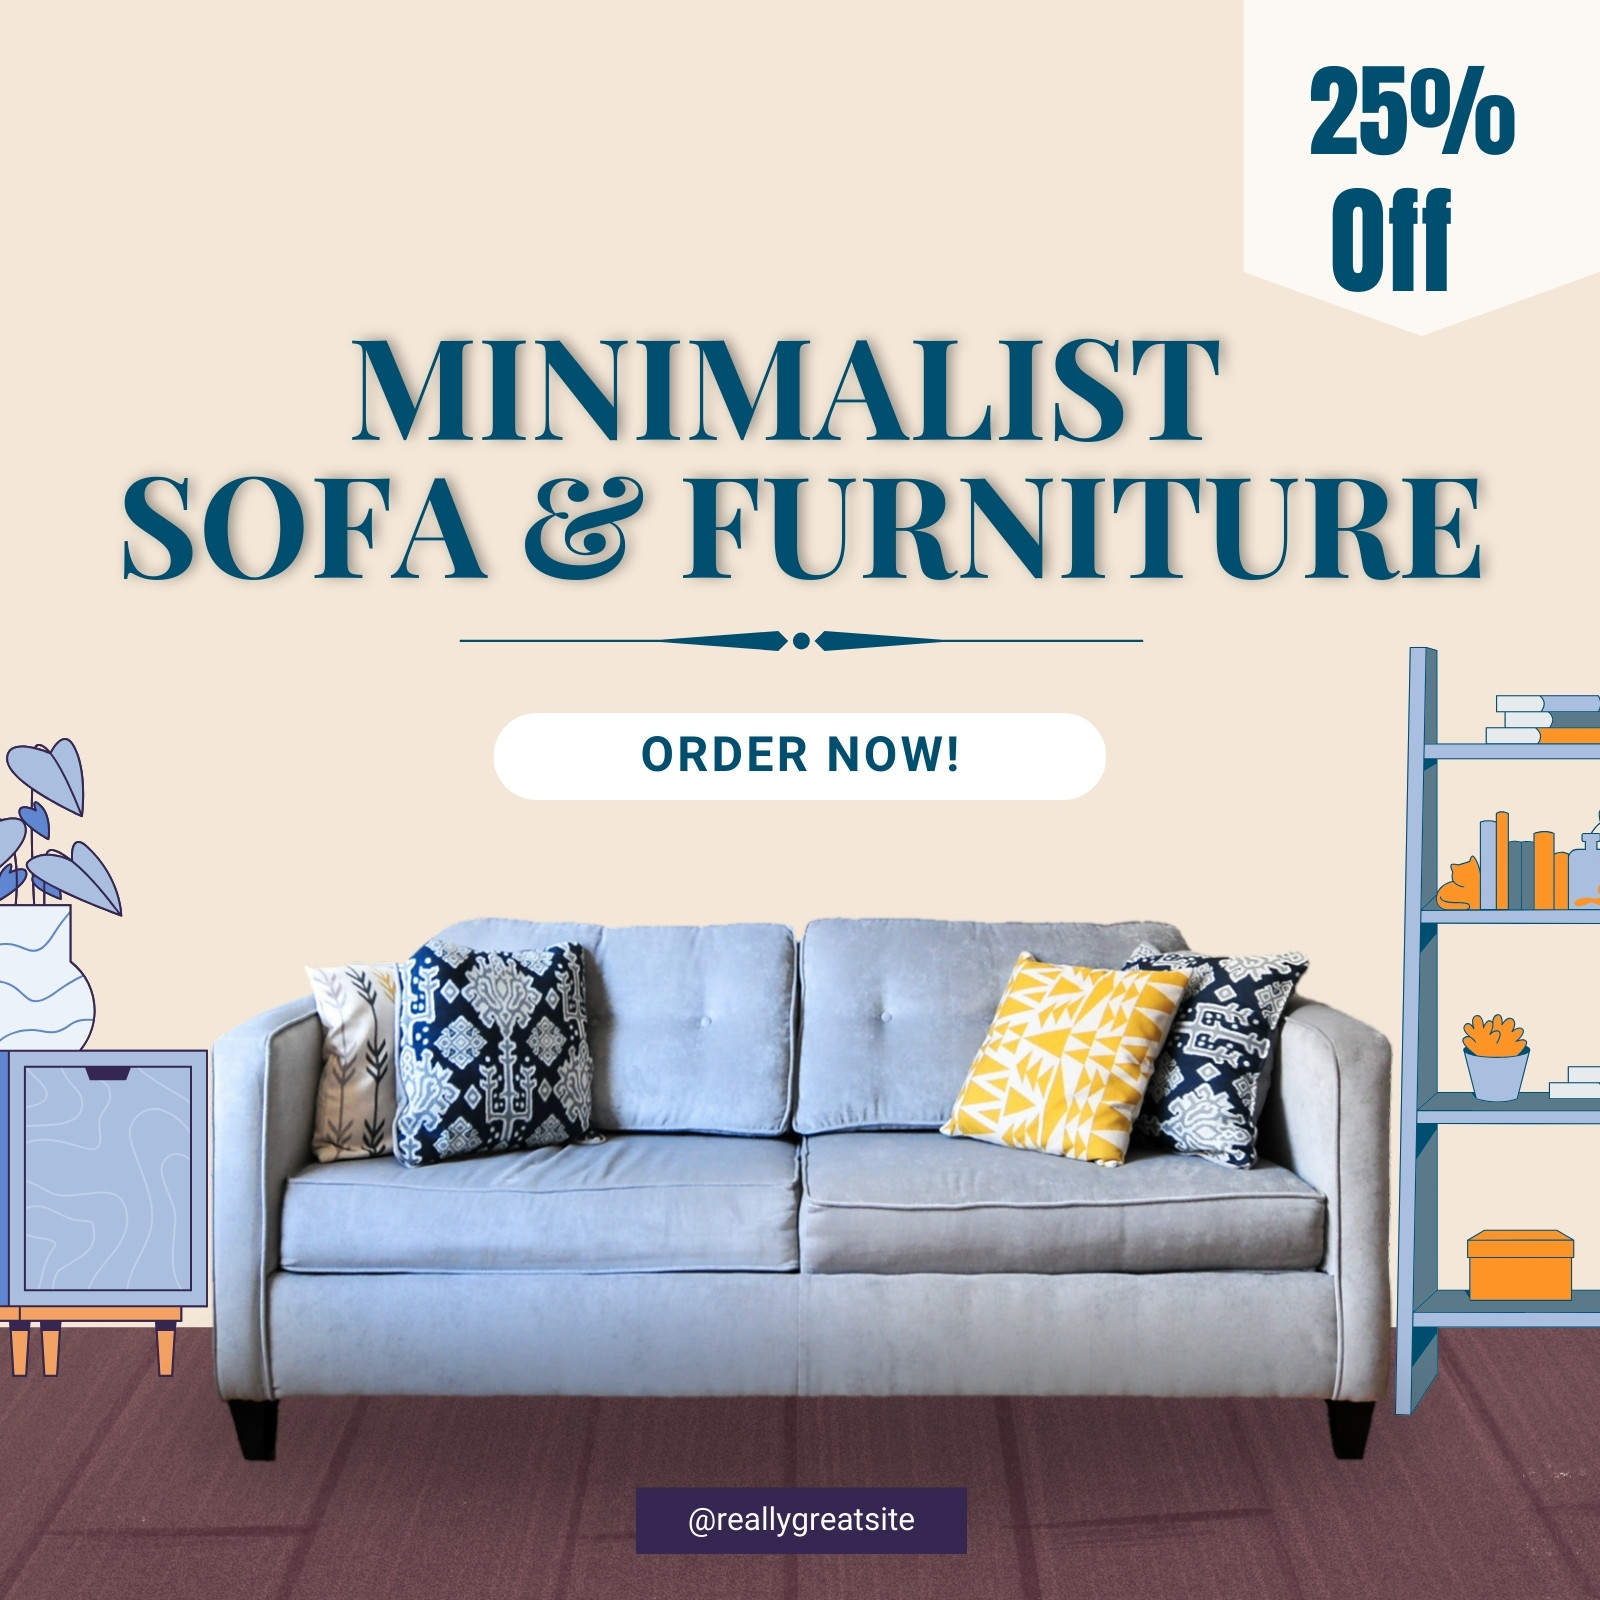 25%
Off
MINIMALIST
SOFA & FURNITURE
ORDER NOW!
@reallygreatsite